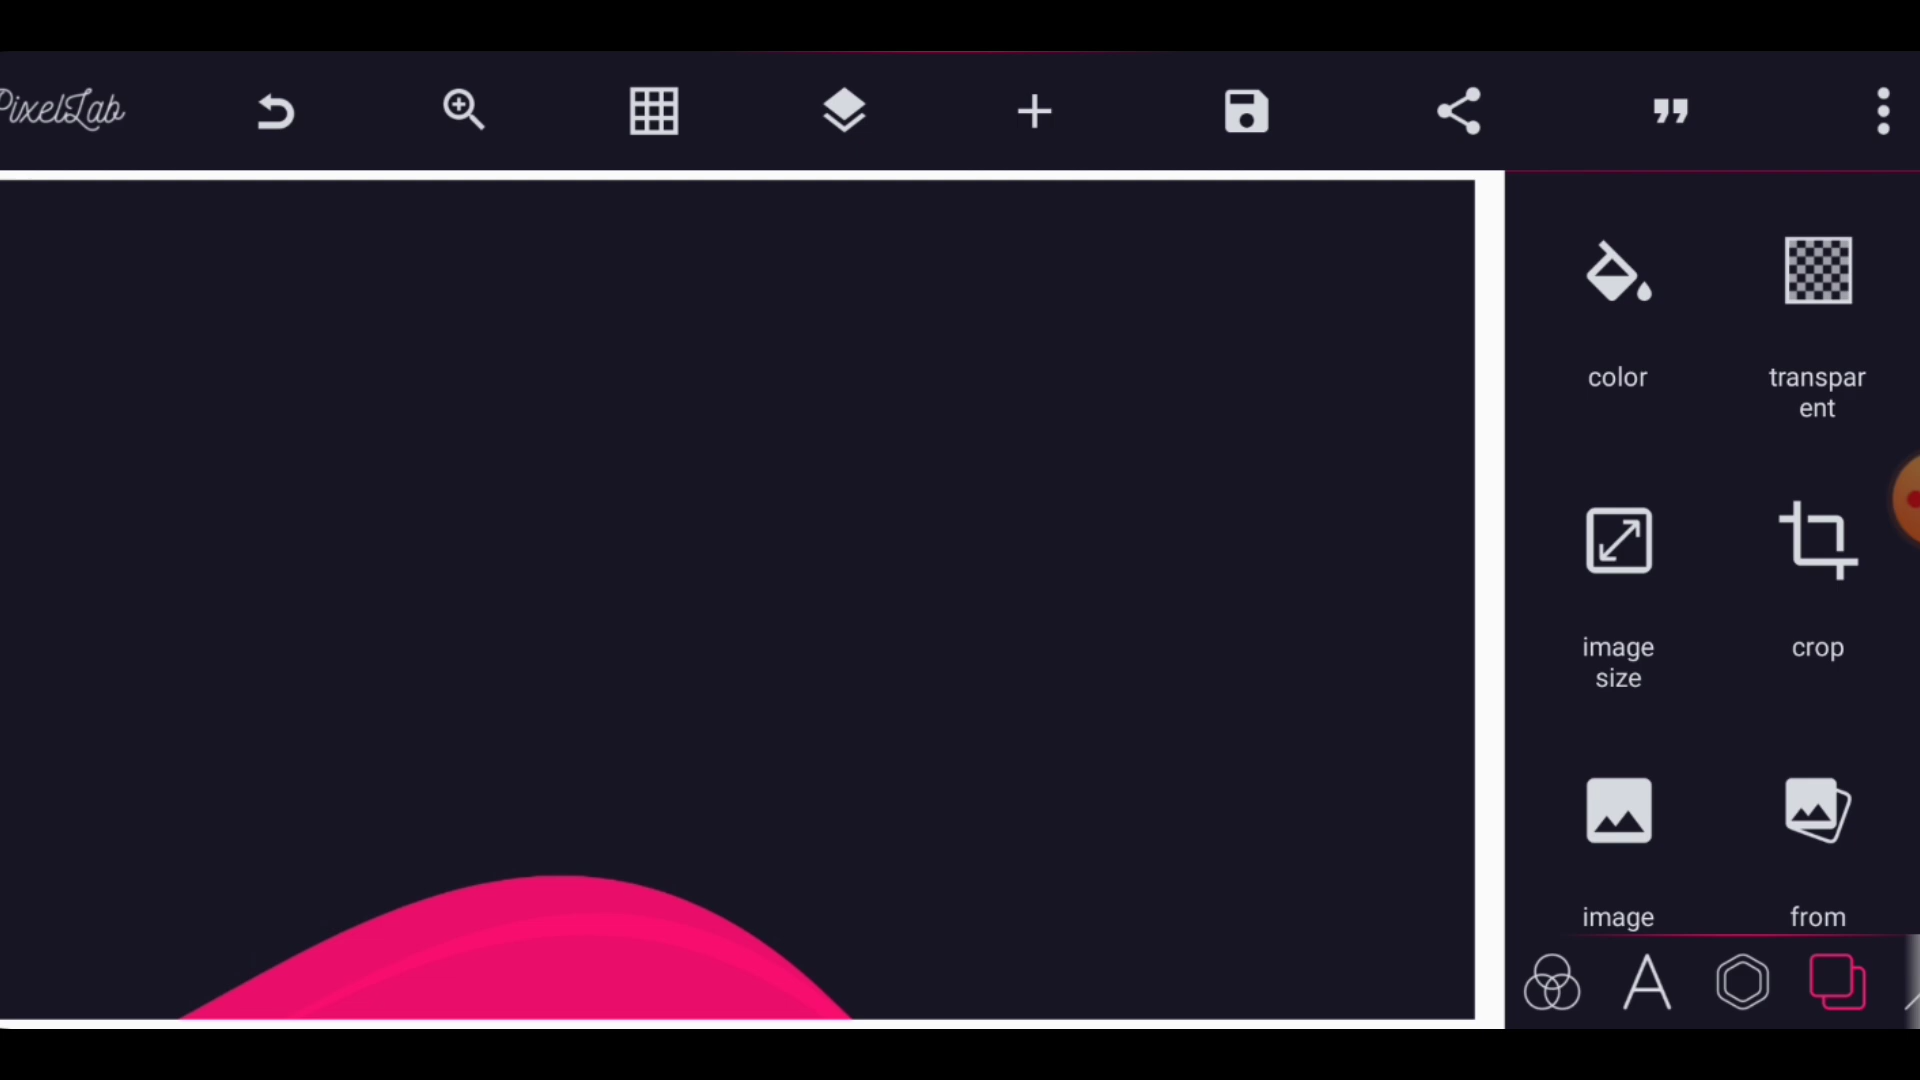 PixelLab
color
transpar
ent
image
size
crop
image
from